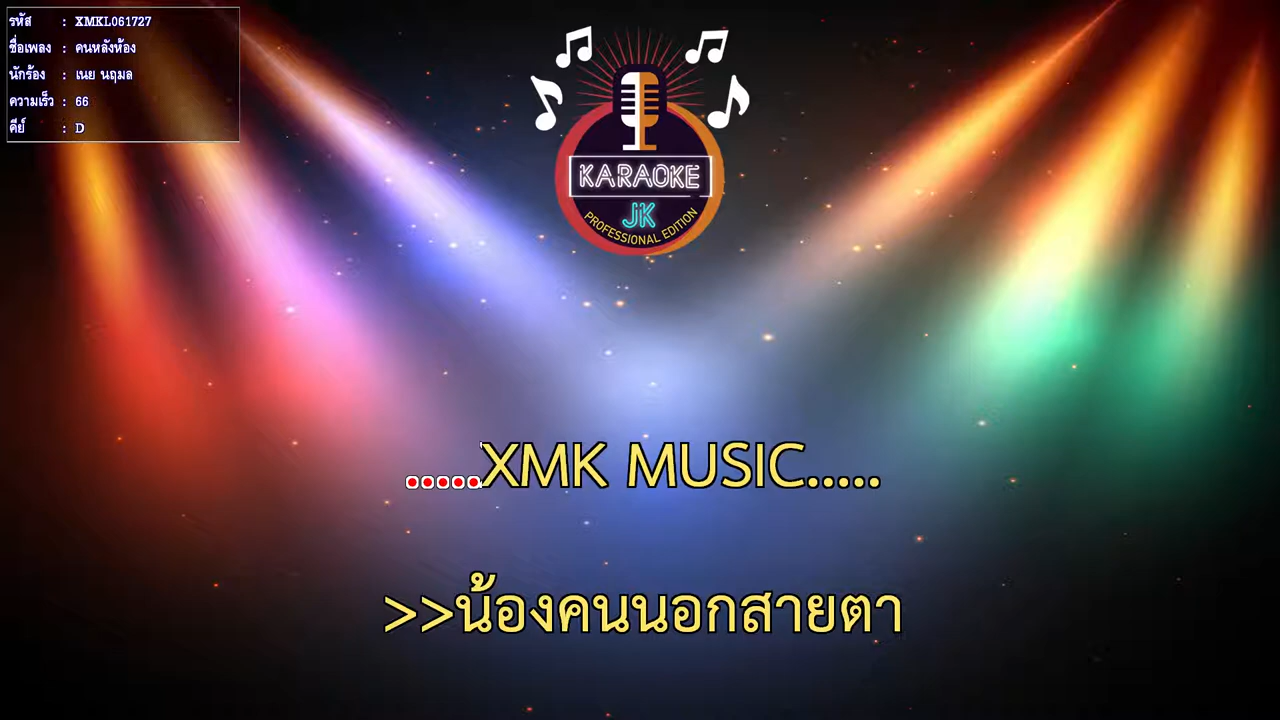 รหัส : XMKL061727
ชื่อเพลง : คนหลังห้อง
นักร้อง : เนย นฤมล
ความเร็ว : 66
คีย์ : D
KARAOKE
JK
PROFESSIONAL EDITION
.....XMK MUSIC.....
>>น้องคนนอกสายตา